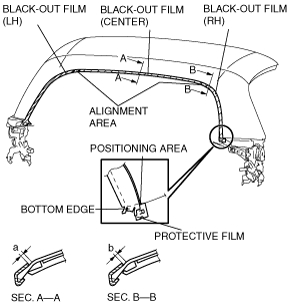 BLACK-OUT FILM
(LH)
BLACK-OUT FILM
(CENTER)
BLACK-OUT FILM
(RH)
A
A
B
B
ALIGNMENT
AREA
POSITIONING AREA
BOTTOM EDGE
PROTECTIVE FILM
a
b
SEC. A—A
SEC. B—B